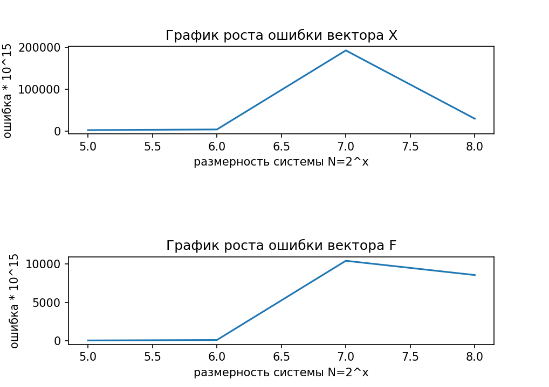 График роста ошибки вектора X
ошибка * 10^15
200000
100000
0
5.0 5.5 6.0 6.5 7.0 7.5 8.0
размерность системы N=2^x
График роста ошибки вектора F
ошибка * 10^15
10000
5000
0
5.0 5.5 6.0 6.5 7.0 7.5 8.0
размерность системы N=2^x